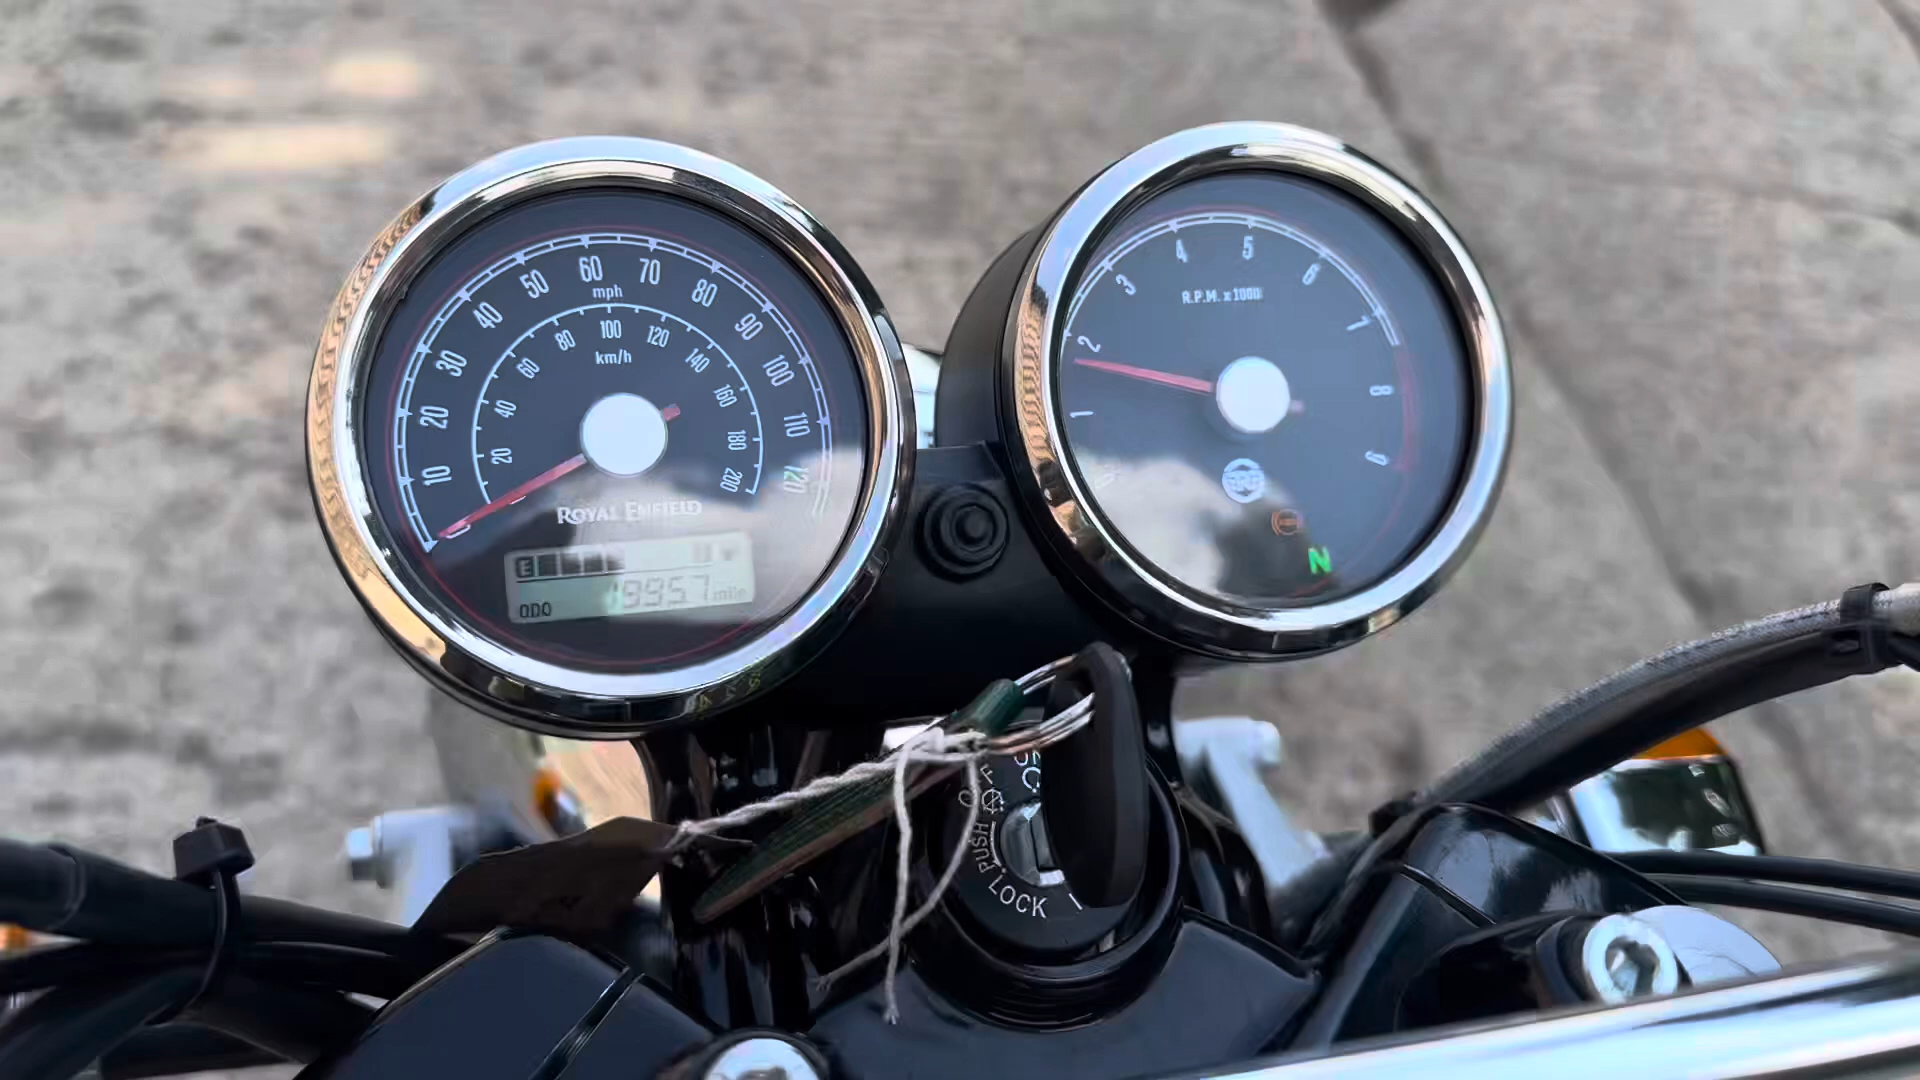 10 20 30 40 50 60 70 80 90 100 110 120
mph
20 40 60 80 100 120 140 160 180 200
km/h
ROYAL ENFIELD
E
ODO
mile
1 2 3 4 5 6 7 8 9
R.P.M. x 1000
N
PUSH
LOCK